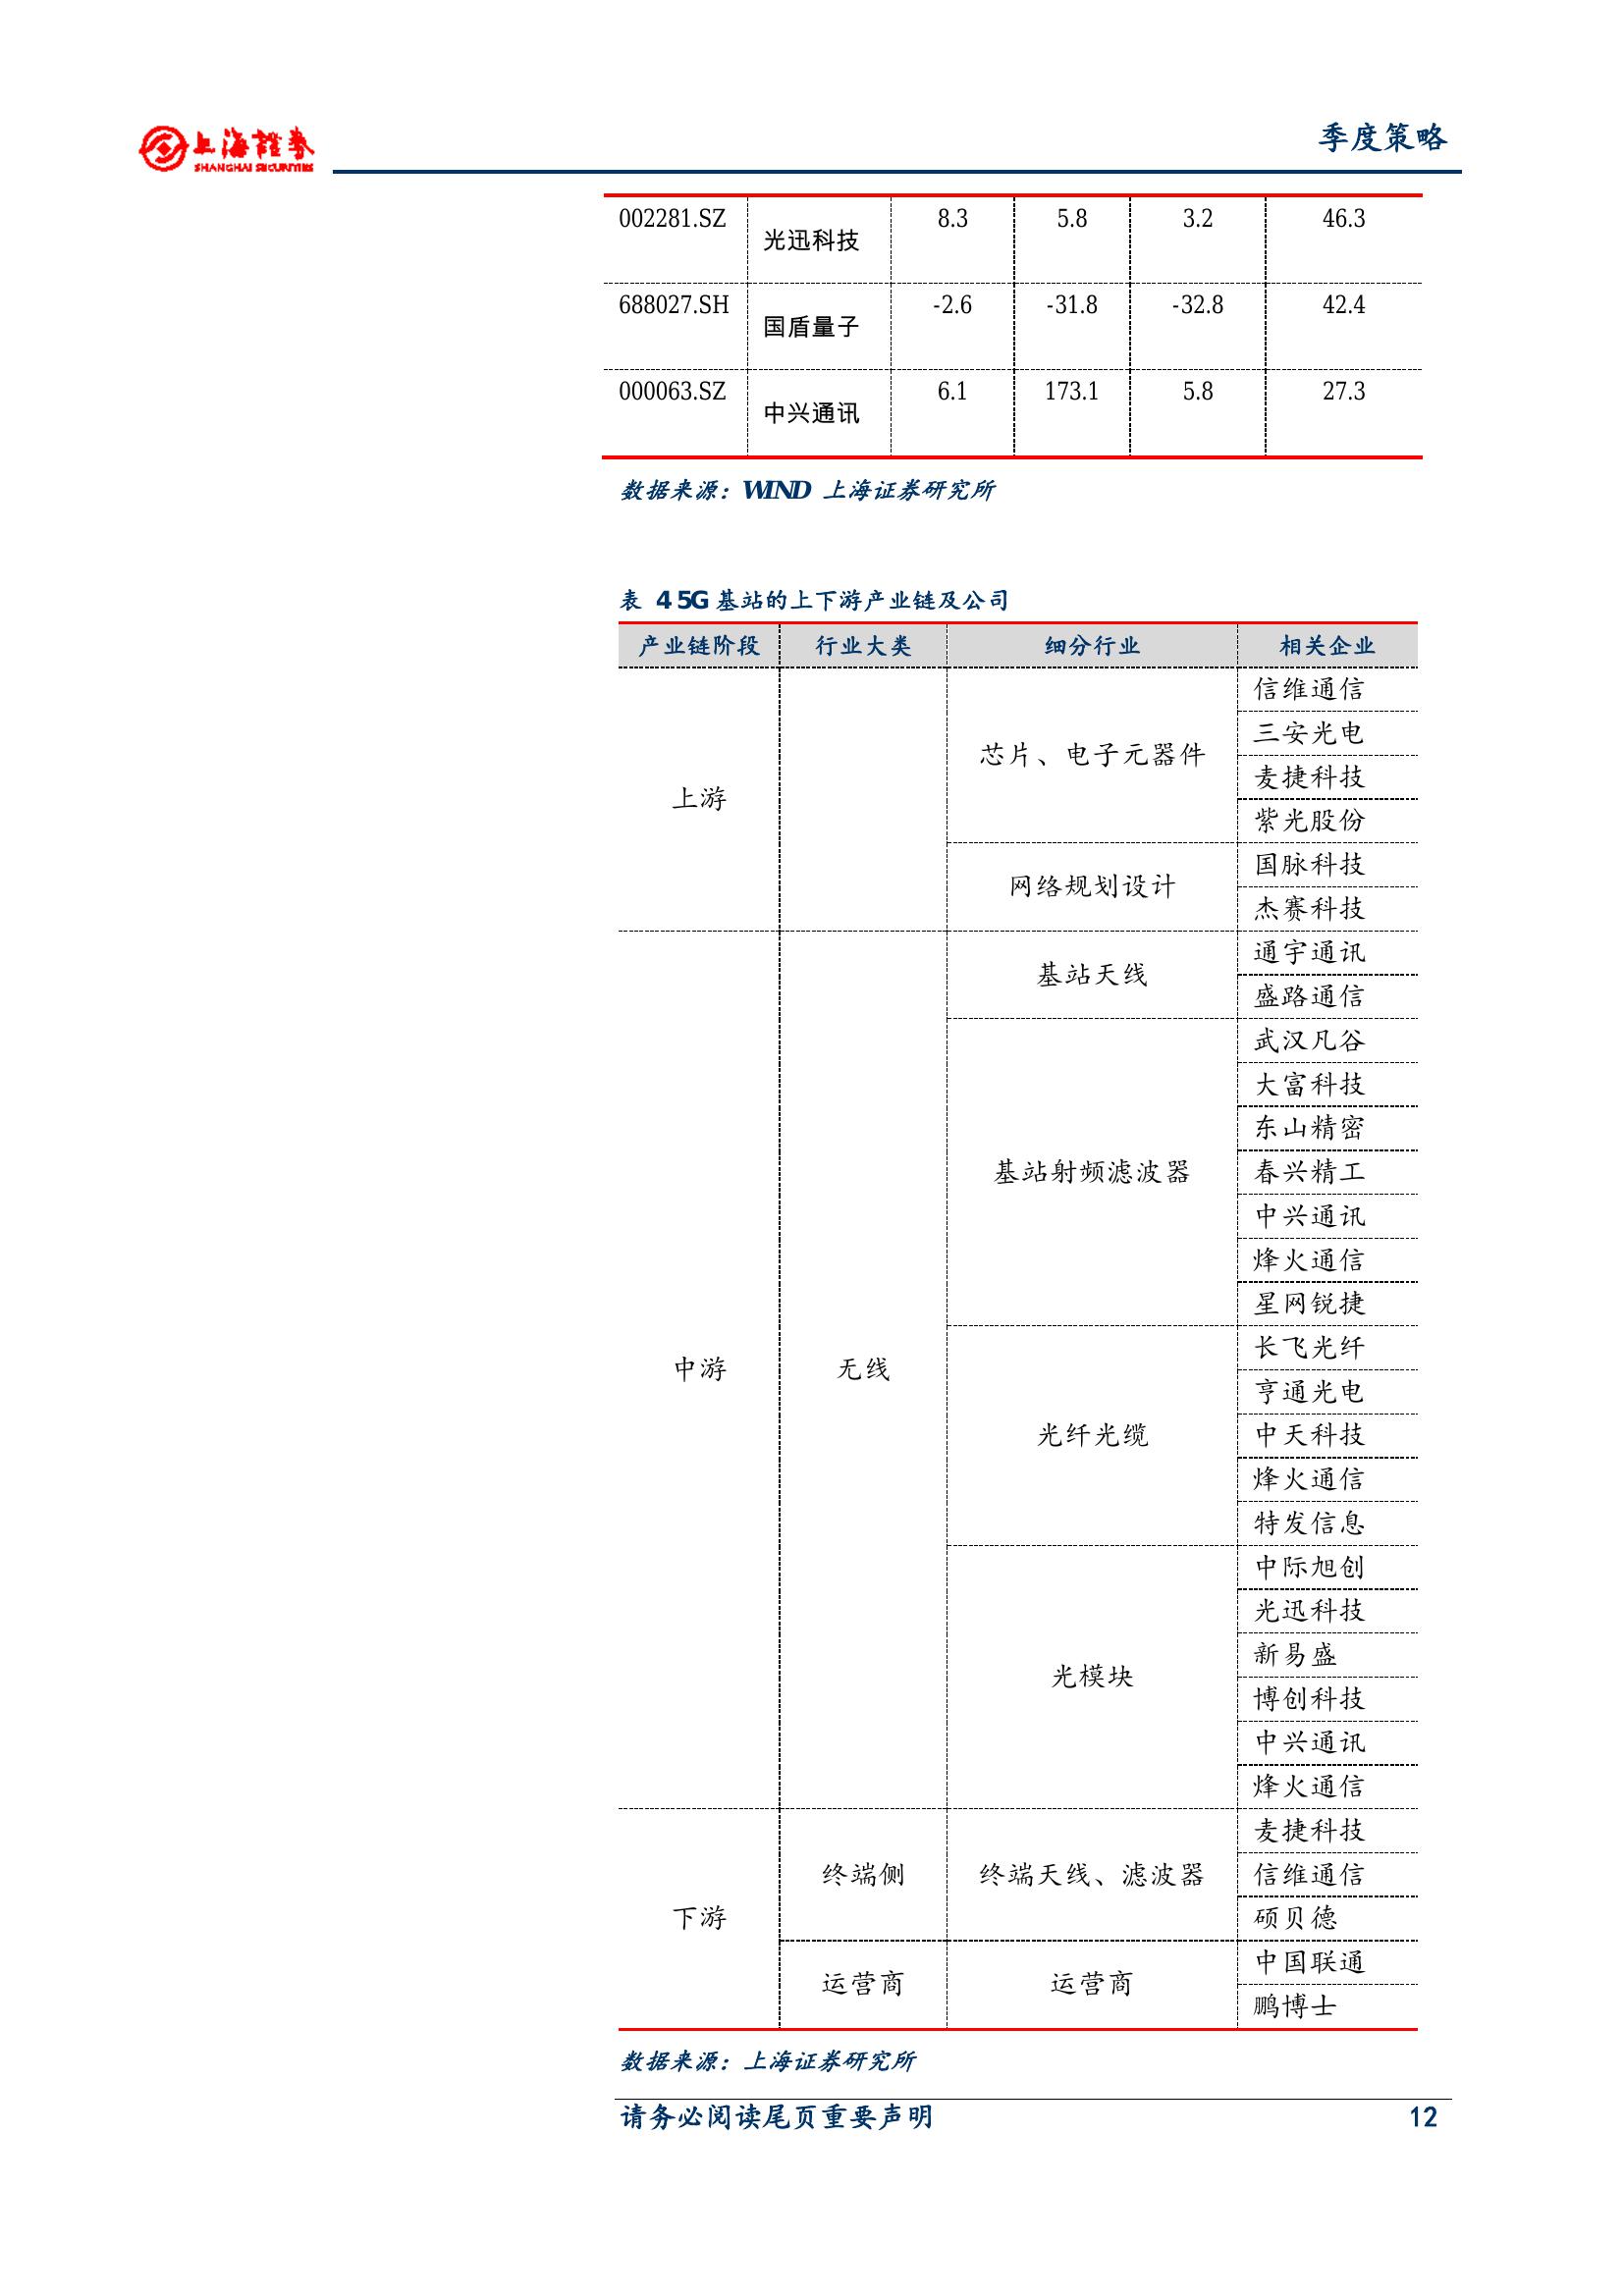 上海證券
SHANGHAI SECURITIES
季度策略
002281.SZ 光迅科技 8.3 5.8 3.2 46.3
688027.SH 国盾量子 -2.6 -31.8 -32.8 42.4
000063.SZ 中兴通讯 6.1 173.1 5.8 27.3
数据来源：WIND 上海证券研究所
表 4 5G 基站的上下游产业链及公司
产业链阶段 行业大类 细分行业 相关企业
上游 芯片、电子元器件 信维通信
三安光电
麦捷科技
紫光股份
网络规划设计 国脉科技
杰赛科技
中游 无线 基站天线 通宇通讯
盛路通信
基站射频滤波器 武汉凡谷
大富科技
东山精密
春兴精工
中兴通讯
烽火通信
星网锐捷
光纤光缆 长飞光纤
亨通光电
中天科技
烽火通信
特发信息
光模块 中际旭创
光迅科技
新易盛
博创科技
中兴通讯
烽火通信
下游 终端侧 终端天线、滤波器 麦捷科技
信维通信
硕贝德
运营商 运营商 中国联通
鹏博士
数据来源：上海证券研究所
请务必阅读尾页重要声明 12